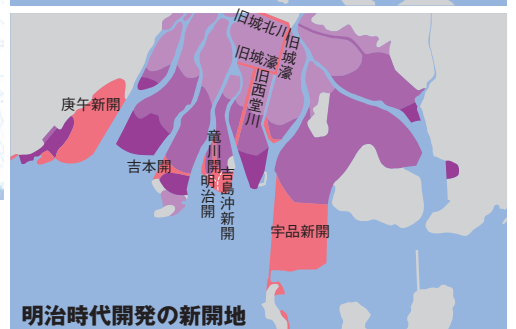 旧城北川
旧城濠
旧城濠
旧西堂川
庚午新開
吉本開
竜川開
明治開
吉島沖新開
宇品新開
明治時代開発の新開地